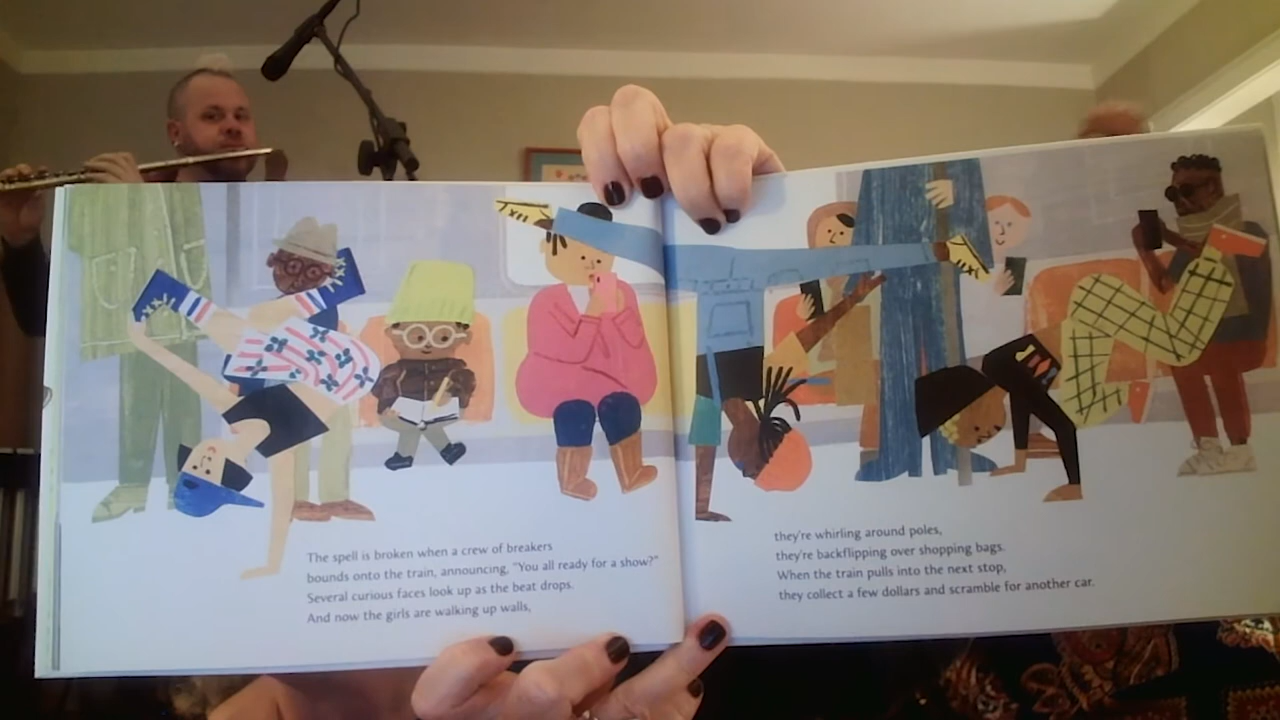 The spell is broken when a crew of breakers
bounds onto the train, announcing, "You all ready for a show?"
Several curious faces look up as the beat drops.
And now the girls are walking up walls,
they're whirling around poles,
they're backflipping over shopping bags.
When the train pulls into the next stop,
they collect a few dollars and scramble for another car.